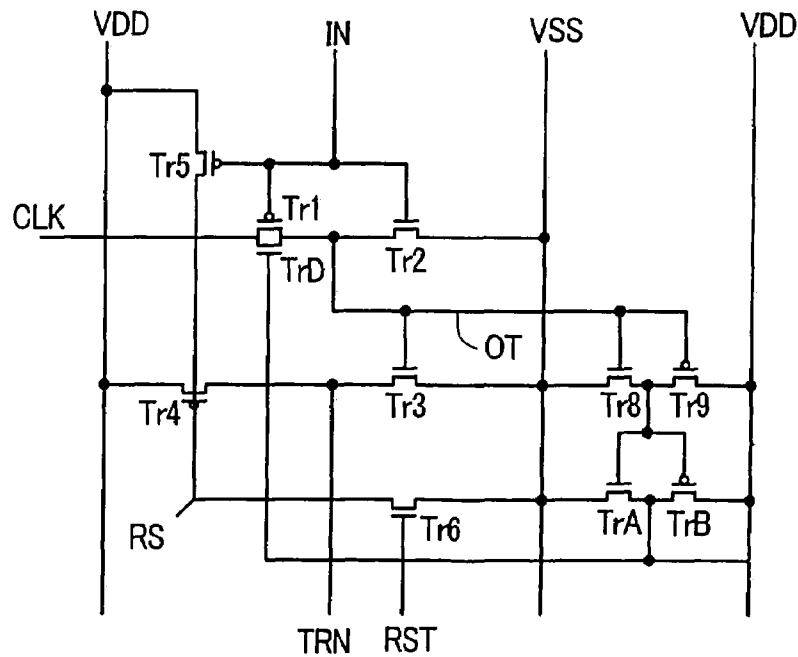 VDD IN VSS VDD
Tr5
Tr1
CLK
TrD Tr2
OT
Tr4 Tr3 Tr8 Tr9
RS Tr6 TrA TrB
TRN RST